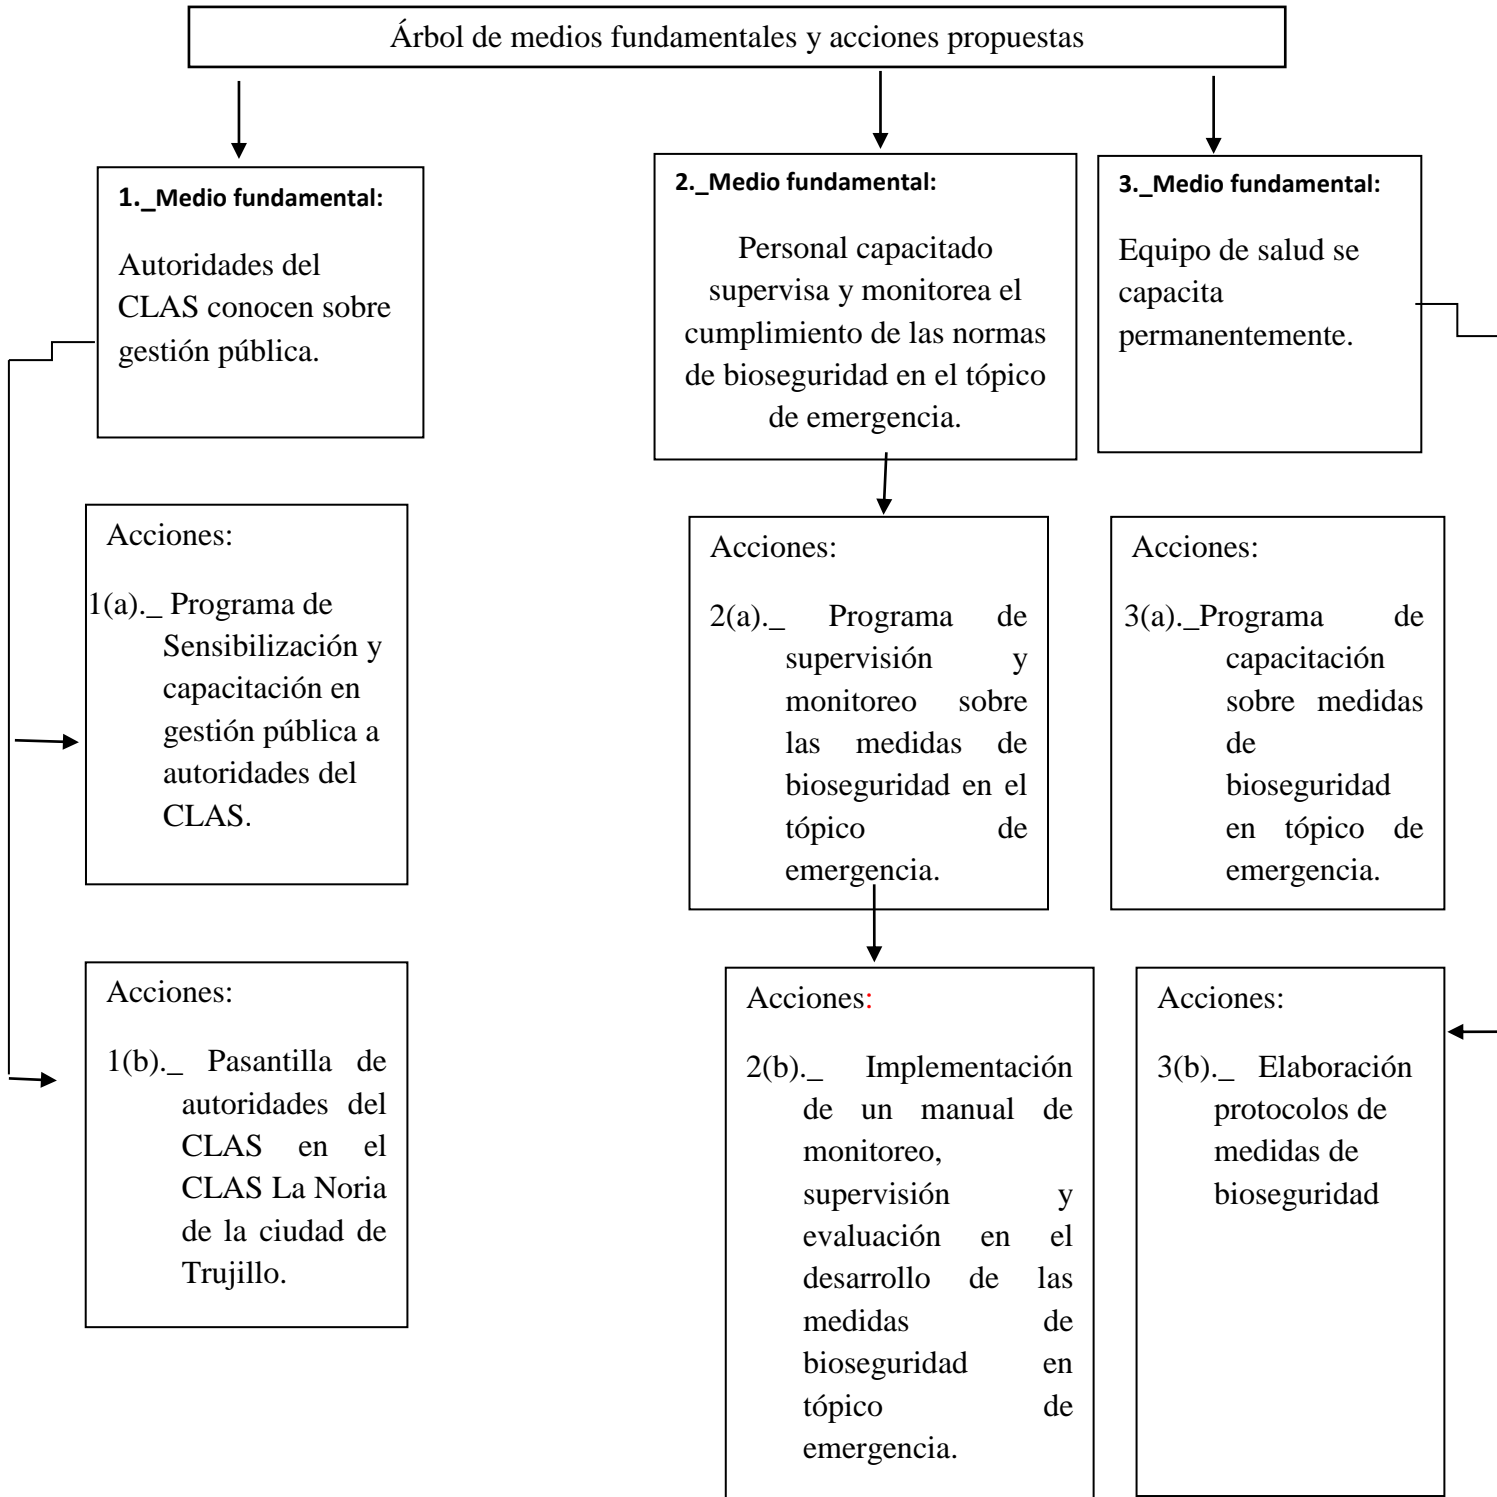 Árbol de medios fundamentales y acciones propuestas
1._Medio fundamental:
Autoridades del
CLAS conocen sobre
gestión pública.
2._Medio fundamental:
Personal capacitado
supervisa y monitorea el
cumplimiento de las normas
de bioseguridad en el tópico
de emergencia.
3._Medio fundamental:
Equipo de salud se
capacita
permanentemente.
Acciones:
1(a)._ Programa de
Sensibilización y
capacitación en
gestión pública a
autoridades del
CLAS.
Acciones:
2(a)._ Programa de
supervisión y
monitoreo sobre
las medidas de
bioseguridad en el
tópico de
emergencia.
Acciones:
3(a)._Programa de
capacitación
sobre medidas
de
bioseguridad
en tópico de
emergencia.
Acciones:
1(b)._ Pasantilla de
autoridades del
CLAS en el
CLAS La Noria
de la ciudad de
Trujillo.
Acciones:
2(b)._ Implementación
de un manual de
monitoreo,
supervisión y
evaluación en el
desarrollo de las
medidas de
bioseguridad en
tópico de
emergencia.
Acciones:
3(b)._ Elaboración
protocolos de
medidas de
bioseguridad